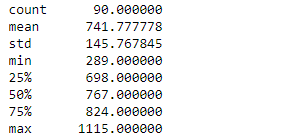 count 90.000000
mean 741.777778
std 145.767845
min 289.000000
25% 698.000000
50% 767.000000
75% 824.000000
max 1115.000000